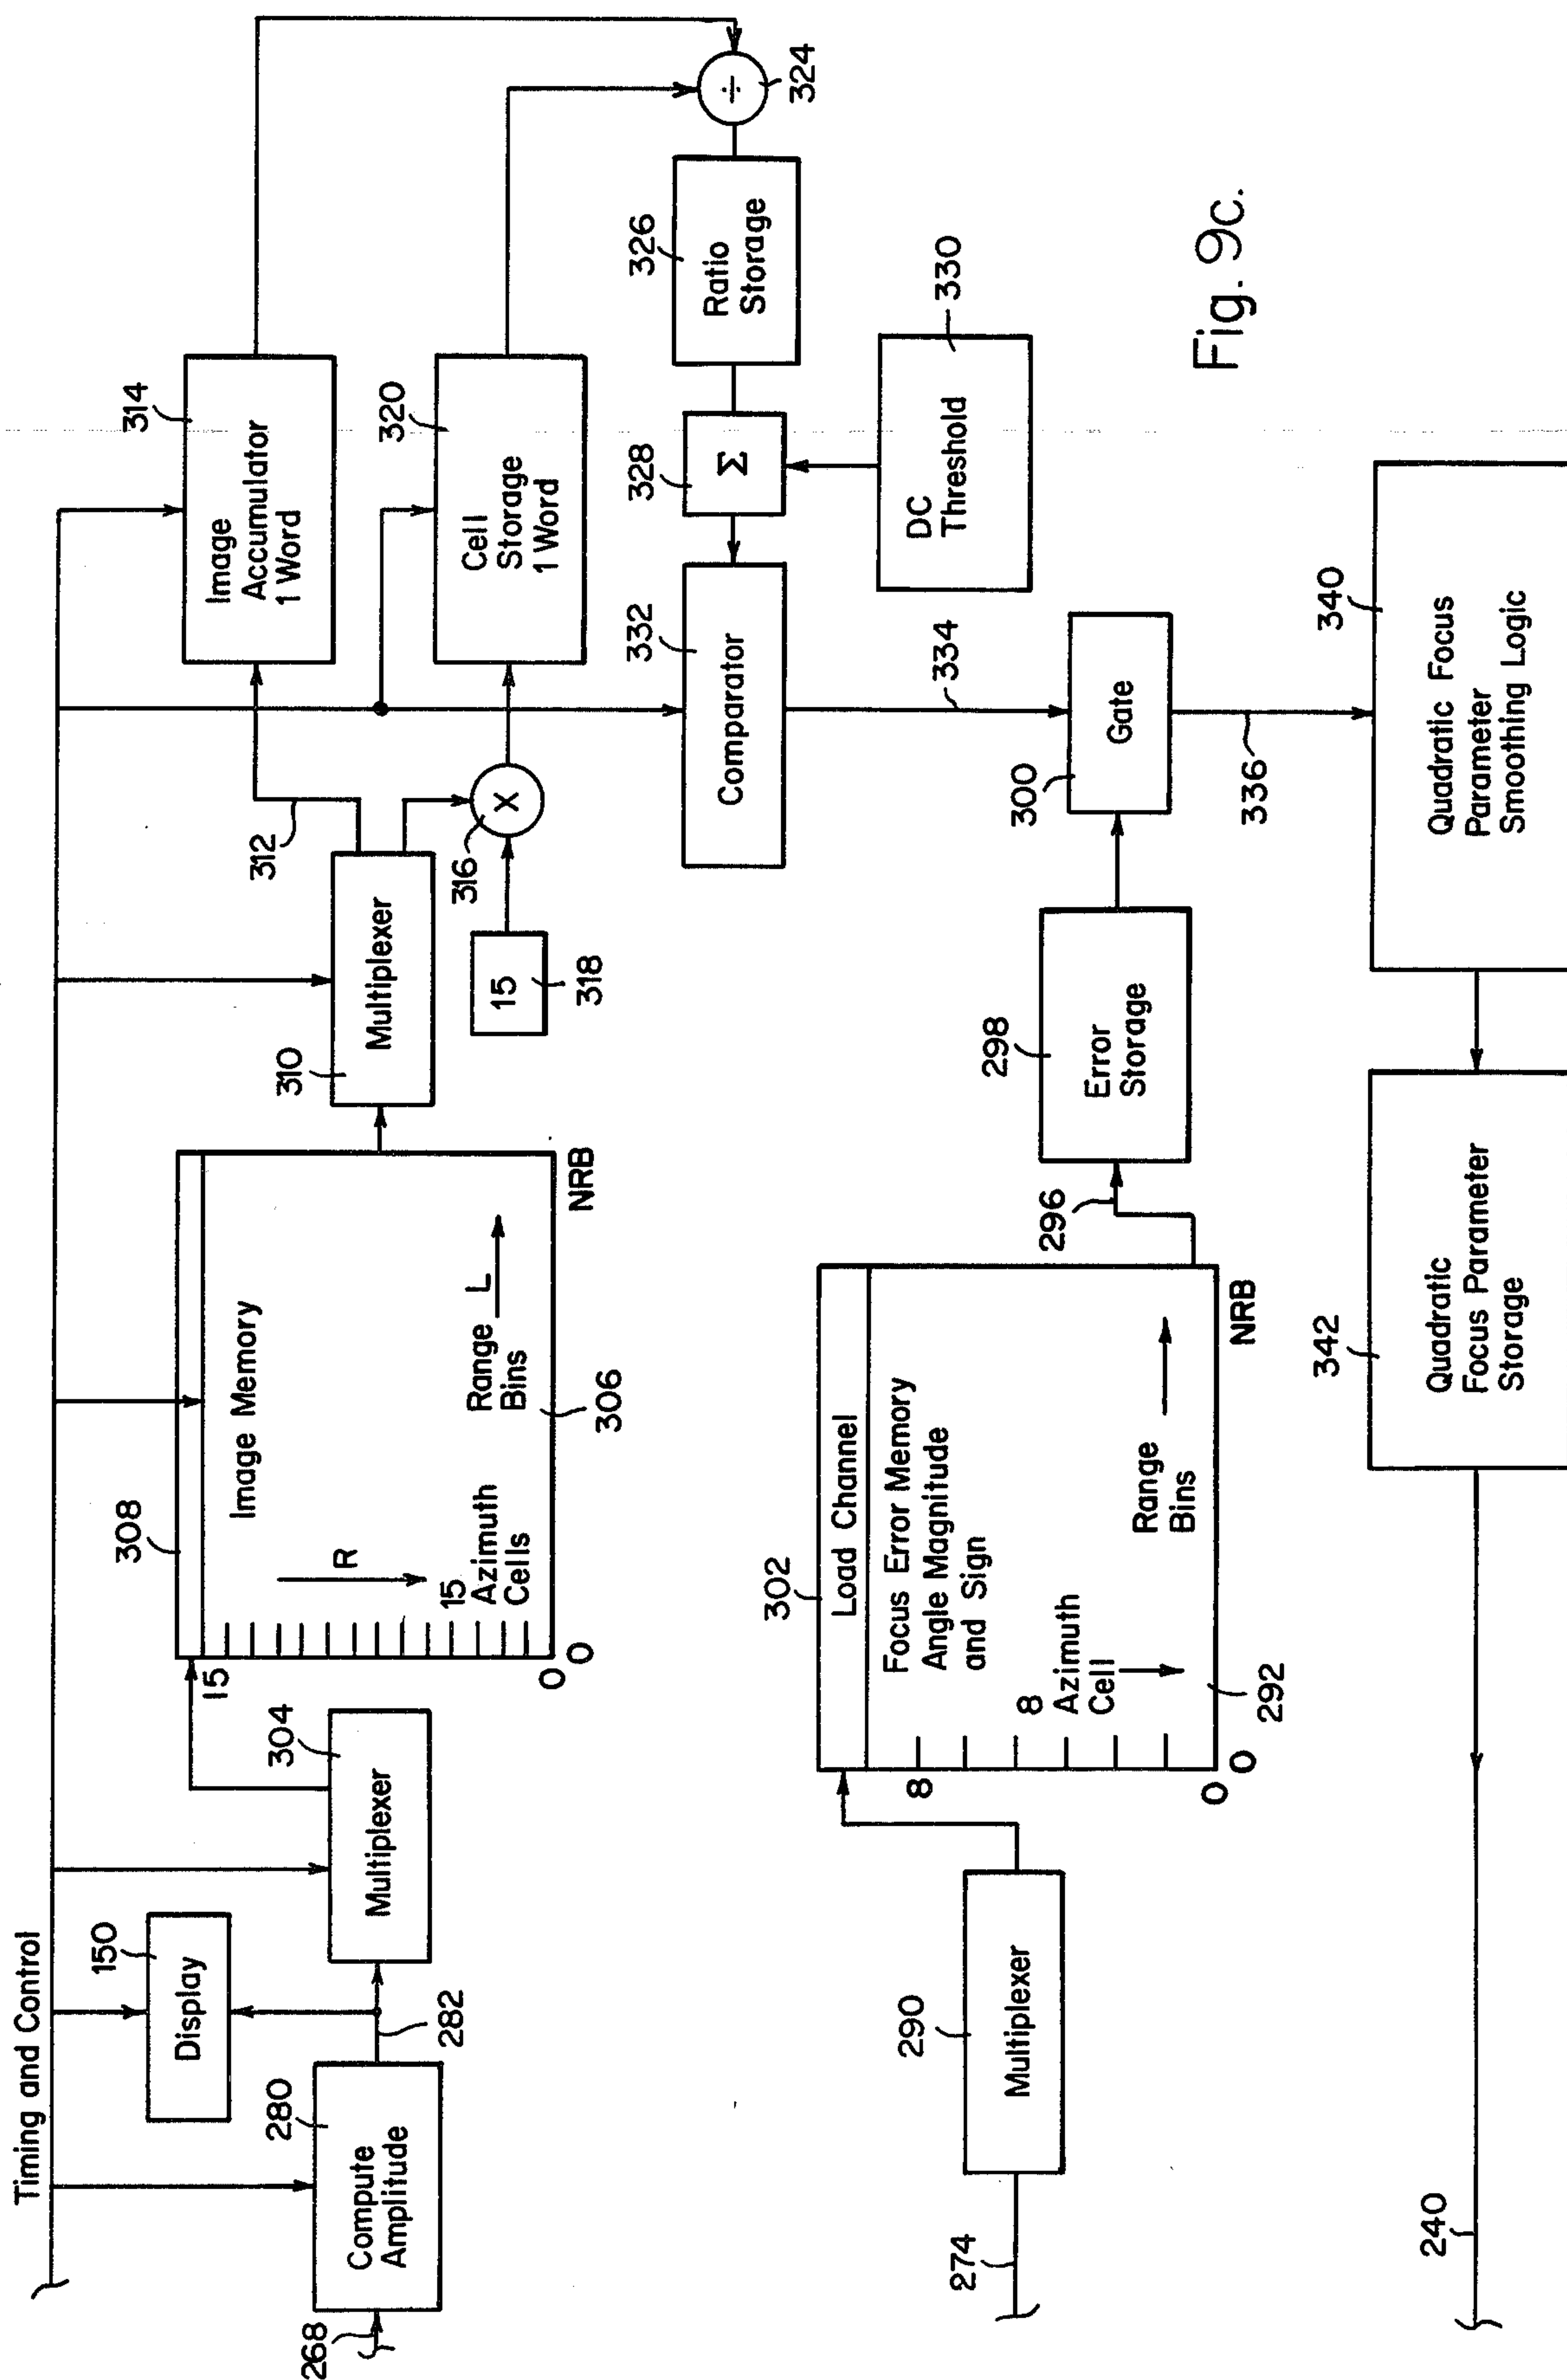 Timing and Control
268
280
Compute
Amplitude
282
150
Display
304
Multiplexer
308
15
Image Memory
R
15
Azimuth
Cells
Range
Bins
L
0
0
NRB
306
310
Multiplexer
312
316
X
15
318
314
Image
Accumulator
1 Word
320
Cell
Storage
1 Word
÷
324
326
Ratio
Storage
328
Σ
330
DC
Threshold
332
Comparator
334
274
290
Multiplexer
302
Load Channel
Focus Error Memory
Angle Magnitude
and Sign
8
8
Azimuth
Cell
Range
Bins
0
0
NRB
292
296
298
Error
Storage
300
Gate
336
340
Quadratic Focus
Parameter
Smoothing Logic
342
Quadratic
Focus Parameter
Storage
240
Fig. 9c.